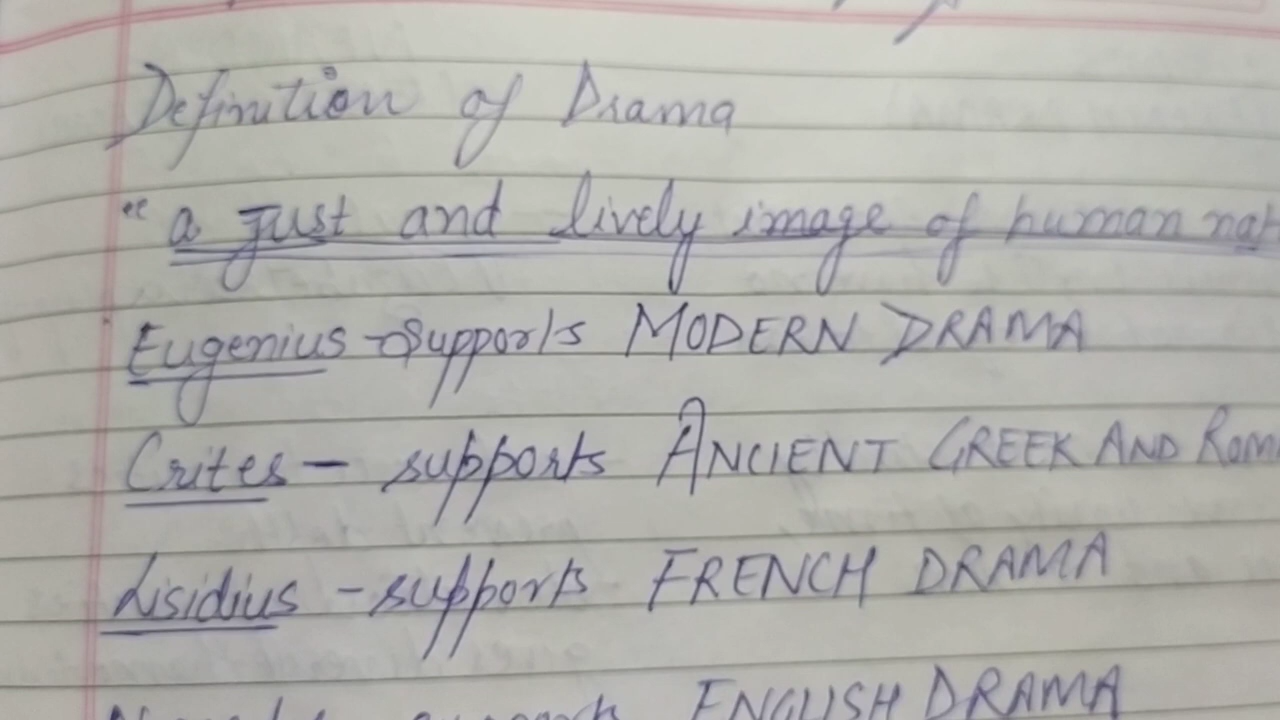 Definition of Drama
"a just and lively image of human nat
Eugenius - supports MODERN DRAMA
Crites - supports ANCIENT GREEK AND Rom
Lisidius - supports FRENCH DRAMA
ENGLISH DRAMA